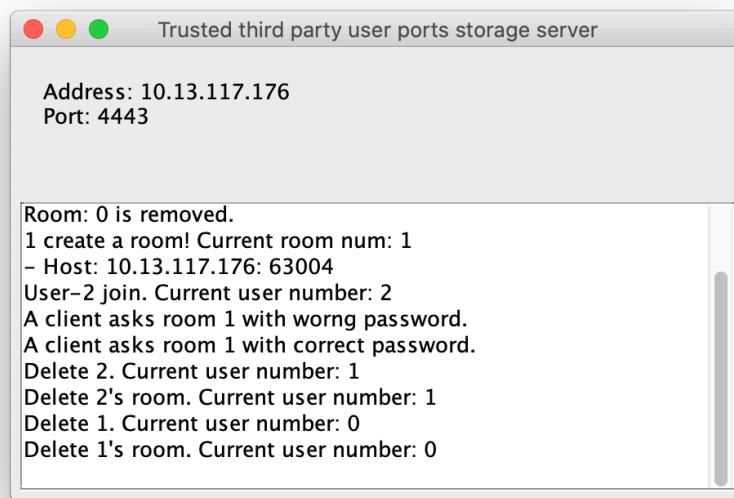 Trusted third party user ports storage server
Address: 10.13.117.176
Port: 4443
Room: 0 is removed.
1 create a room! Current room num: 1
– Host: 10.13.117.176: 63004
User–2 join. Current user number: 2
A client asks room 1 with worng password.
A client asks room 1 with correct password.
Delete 2. Current user number: 1
Delete 2's room. Current user number: 1
Delete 1. Current user number: 0
Delete 1's room. Current user number: 0